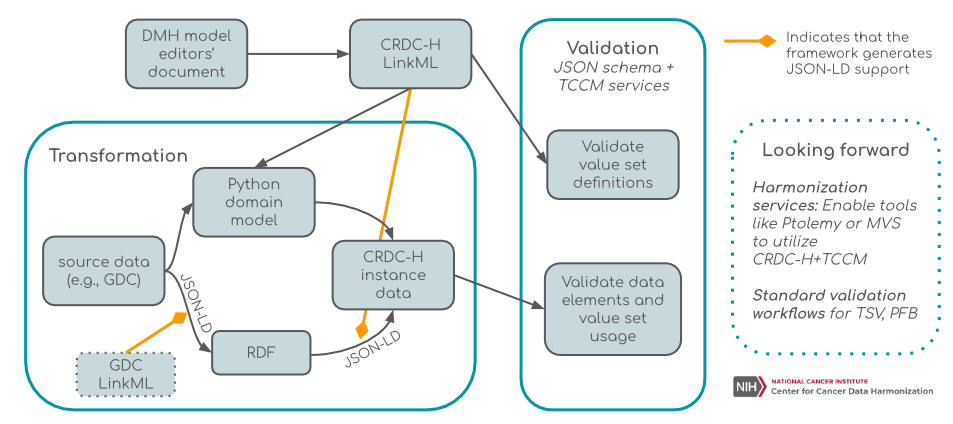 DMH model
editors’
document
CRDC-H
LinkML
Validation
JSON schema +
TCCM services
Indicates that the
framework generates
JSON-LD support
Transformation
Python
domain
model
source data
(e.g., GDC)
JSON-LD
GDC
LinkML
RDF
JSON-LD
CRDC-H
instance
data
Validate
value set
definitions
Validate data
elements and
value set
usage
Looking forward
Harmonization
services: Enable tools
like Ptolemy or MVS
to utilize
CRDC-H+TCCM
Standard validation
workflows for TSV, PFB
NIH
NATIONAL CANCER INSTITUTE
Center for Cancer Data Harmonization